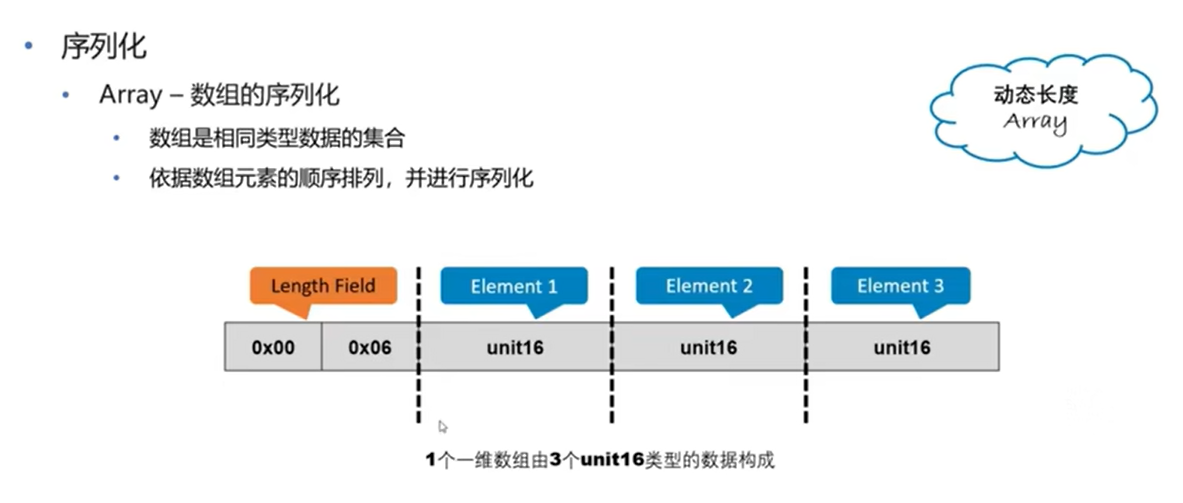 序列化
Array – 数组的序列化
数组是相同类型数据的集合
依据数组元素的顺序排列，并进行序列化
动态长度
Array
Length Field
Element 1
Element 2
Element 3
0x00
0x06
unit16
unit16
unit16
1个一维数组由3个unit16类型的数据构成